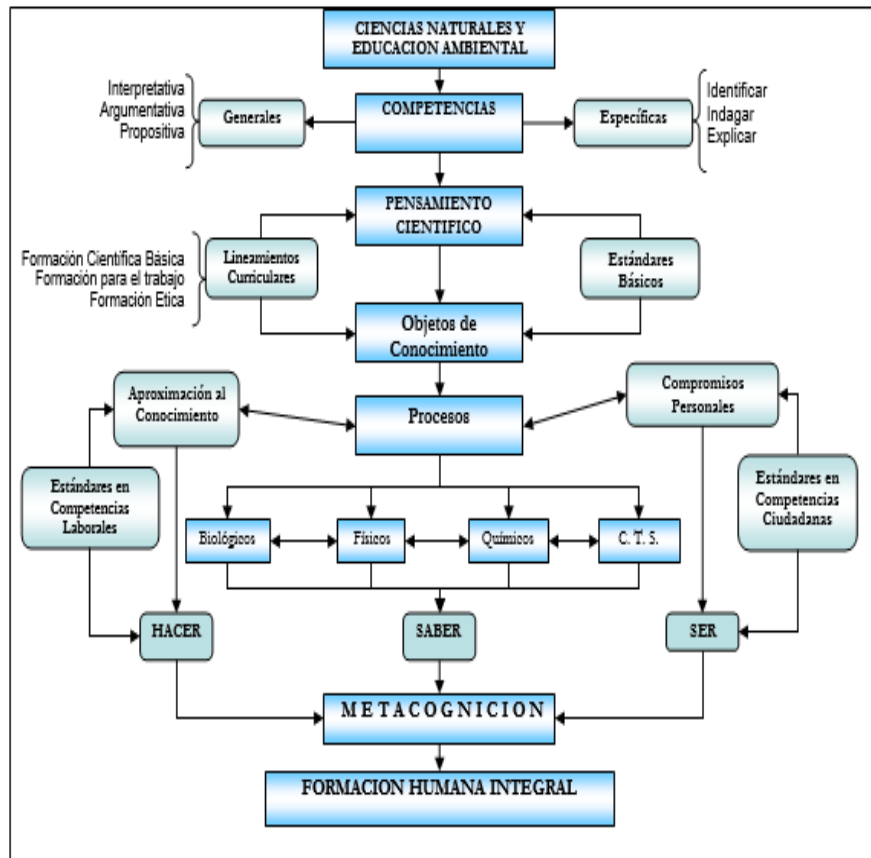 CIENCIAS NATURALES Y
EDUCACION AMBIENTAL
Interpretativa
Argumentativa
Propositiva
Generales
COMPETENCIAS
Específicas
Identificar
Indagar
Explicar
PENSAMIENTO
CIENTIFICO
Formación Científica Básica
Formación para el trabajo
Formación Etica
Lineamientos
Curriculares
Estándares
Básicos
Objetos de
Conocimiento
Aproximación al
Conocimiento
Procesos
Compromisos
Personales
Estándares en
Competencias
Laborales
Estándares en
Competencias
Ciudadanas
Biológicos
Físicos
Químicos
C. T. S.
HACER
SABER
SER
METACOGNICION
FORMACION HUMANA INTEGRAL